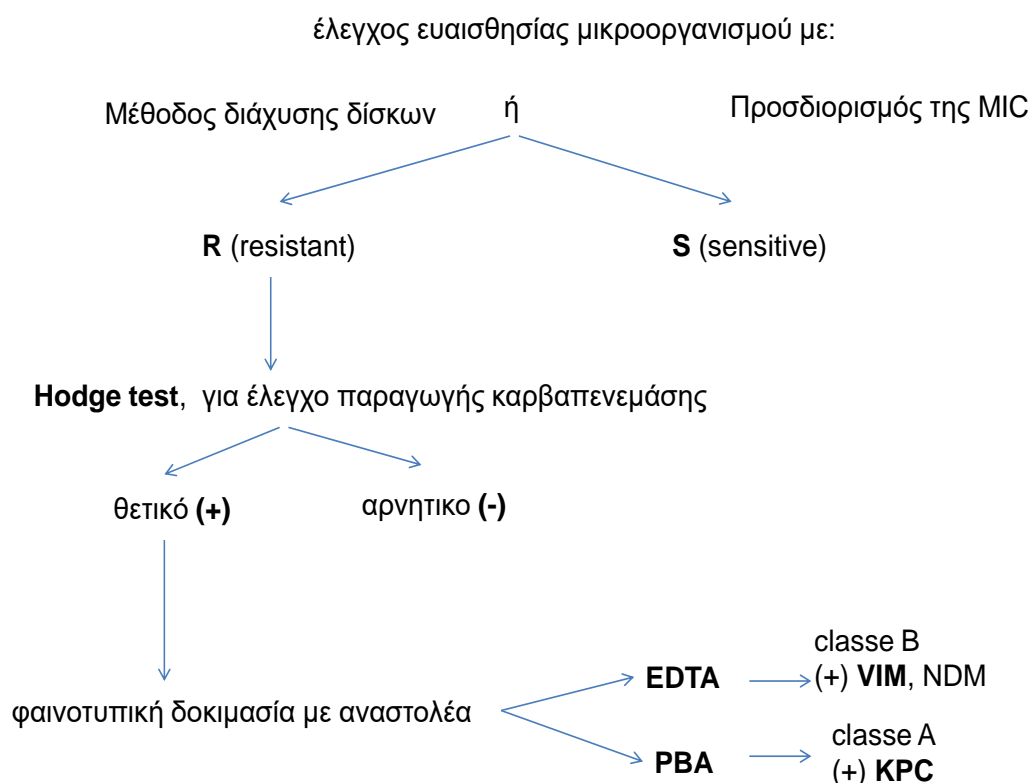 έλεγχος ευαισθησίας μικροοργανισμού με:
Μέθοδος διάχυσης δίσκων ή Προσδιορισμός της MIC
R (resistant) S (sensitive)
Hodge test, για έλεγχο παραγωγής καρβαπενεμάσης
θετικό (+) αρνητικο (-)
φαινοτυπική δοκιμασία με αναστολέα
EDTA
classe B
(+) VIM, NDM
PBA
classe A
(+) KPC